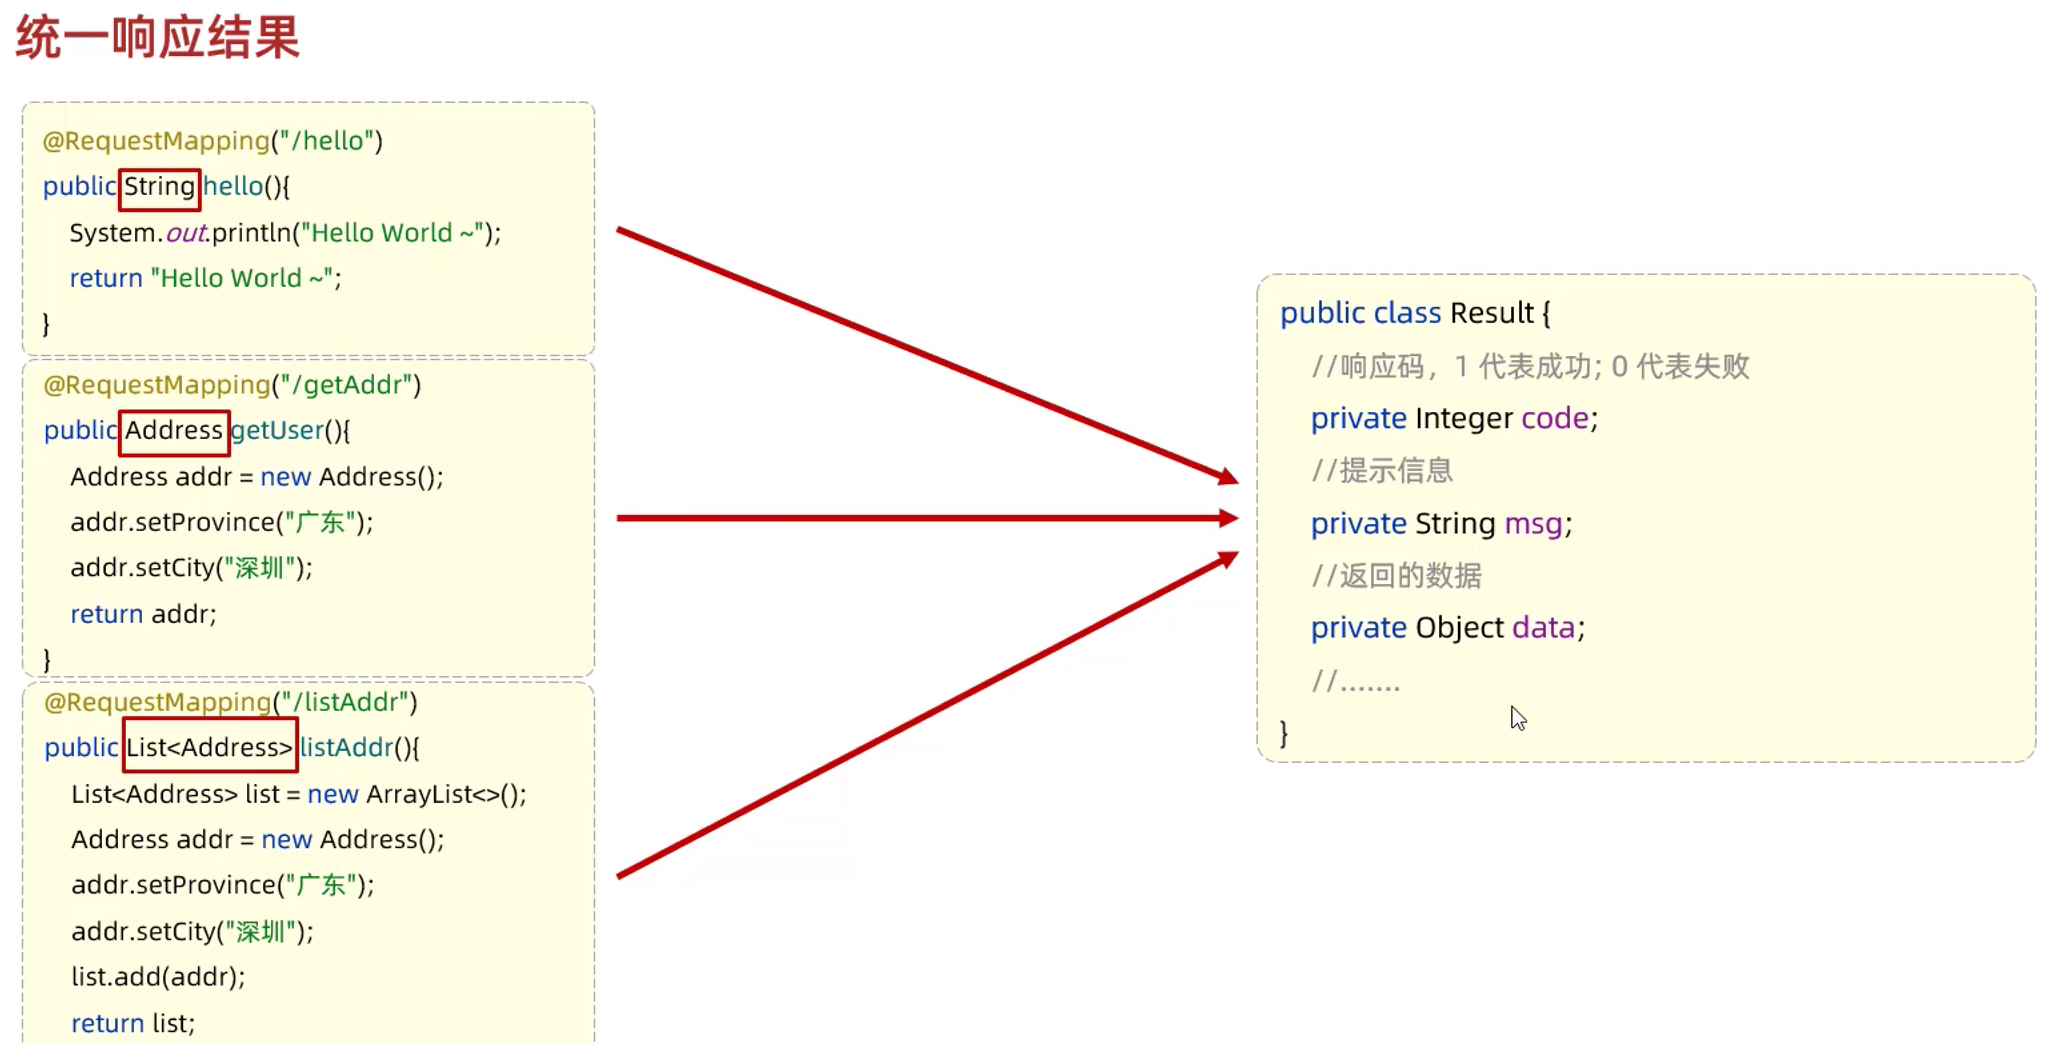 统一响应结果
@RequestMapping("/hello")
public String hello(){
System.out.println("Hello World ~");
return "Hello World ~";
}
@RequestMapping("/getAddr")
public Address getUser(){
Address addr = new Address();
addr.setProvince("广东");
addr.setCity("深圳");
return addr;
}
@RequestMapping("/listAddr")
public List<Address> listAddr(){
List<Address> list = new ArrayList<>();
Address addr = new Address();
addr.setProvince("广东");
addr.setCity("深圳");
list.add(addr);
return list;
public class Result {
//响应码，1 代表成功; 0 代表失败
private Integer code;
//提示信息
private String msg;
//返回的数据
private Object data;
//.......
}